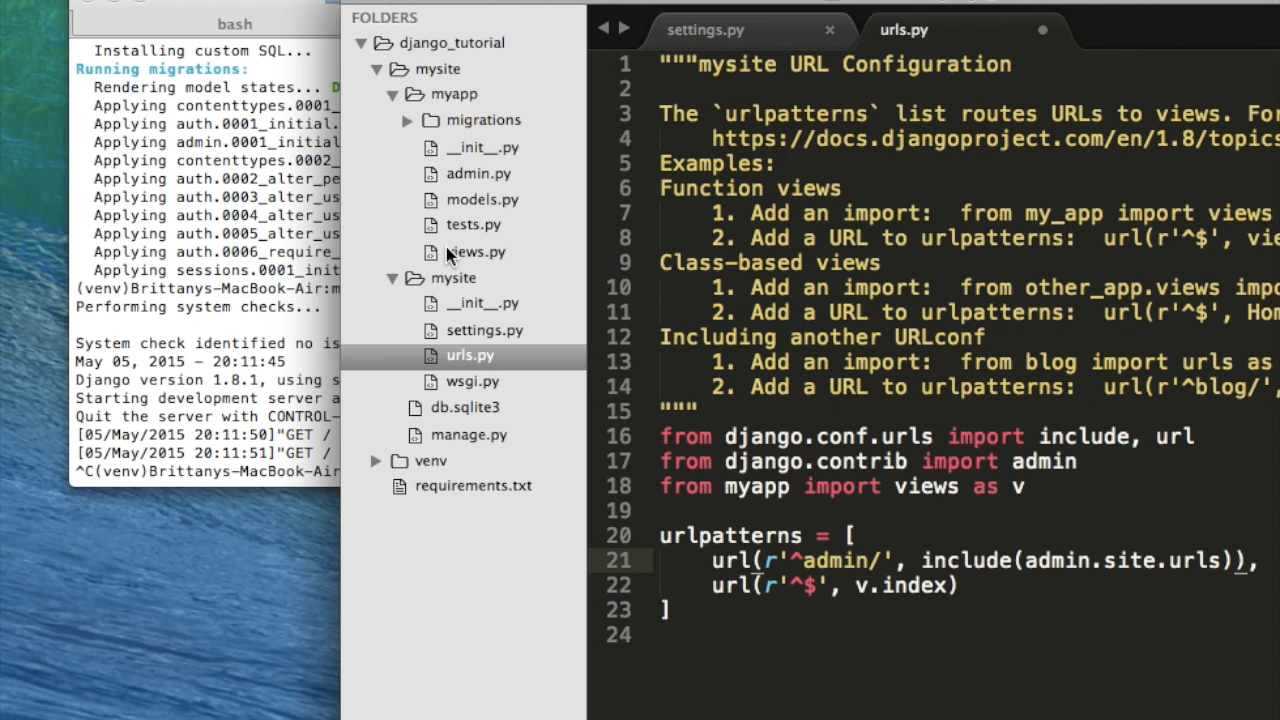 bash
Installing custom SQL...
Running migrations:
Rendering model states...
Applying contenttypes.0001_
Applying auth.0001_initial.
Applying admin.0001_initial
Applying contenttypes.0002_
Applying auth.0002_alter_pe
Applying auth.0003_alter_us
Applying auth.0004_alter_us
Applying auth.0005_alter_us
Applying auth.0006_require_
Applying sessions.0001_init
(venv)Brittanys-MacBook-Air:m
Performing system checks...
System check identified no is
May 05, 2015 - 20:11:45
Django version 1.8.1, using s
Starting development server a
Quit the server with CONTROL-
[05/May/2015 20:11:50]"GET /
[05/May/2015 20:11:51]"GET /
^C(venv)Brittanys-MacBook-Air
FOLDERS
django_tutorial
mysite
myapp
migrations
__init__.py
admin.py
models.py
tests.py
views.py
mysite
__init__.py
settings.py
urls.py
wsgi.py
db.sqlite3
manage.py
venv
requirements.txt
settings.py
urls.py
1 """mysite URL Configuration
2
3 The `urlpatterns` list routes URLs to views. For
4 https://docs.djangoproject.com/en/1.8/topics
5 Examples:
6 Function views
7 1. Add an import:  from my_app import views
8 2. Add a URL to urlpatterns:  url(r'^$', vie
9 Class-based views
10 1. Add an import:  from other_app.views impo
11 2. Add a URL to urlpatterns:  url(r'^$', Hom
12 Including another URLconf
13 1. Add an import:  from blog import urls as
14 2. Add a URL to urlpatterns:  url(r'^blog/',
15 """
16 from django.conf.urls import include, url
17 from django.contrib import admin
18 from myapp import views as v
19
20 urlpatterns = [
21 url(r'^admin/', include(admin.site.urls)),
22 url(r'^$', v.index)
23 ]
24